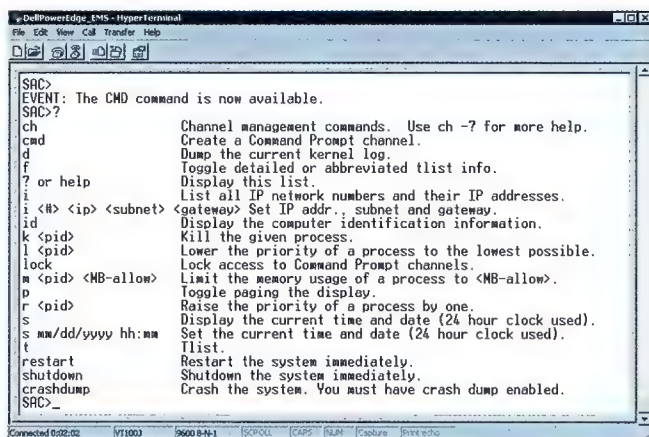 DellPowerEdge_EMS - HyperTerminal
File Edit View Call Transfer Help
SAC>
EVENT: The CMD command is now available.
SAC>?
ch Channel management commands. Use ch -? for more help.
cmd Create a Command Prompt channel.
d Dump the current kernel log.
f Toggle detailed or abbreviated tlist info.
? or help Display this list.
i List all IP network numbers and their IP addresses.
i <#> <ip> <subnet> <gateway> Set IP addr., subnet and gateway.
id Display the computer identification information.
k <pid> Kill the given process.
l <pid> Lower the priority of a process to the lowest possible.
lock Lock access to Command Prompt channels.
m <pid> <MB-allow> Limit the memory usage of a process to <MB-allow>.
p Toggle paging the display.
r <pid> Raise the priority of a process by one.
s Display the current time and date (24 hour clock used).
s mm/dd/yyyy hh:mm Set the current time and date (24 hour clock used).
t Tlist.
restart Restart the system immediately.
shutdown Shutdown the system immediately.
crashdump Crash the system. You must have crash dump enabled.
SAC>_
Connected 0:02:02 VT100J 9600 8-N-1 SCROLL CAPS NUM Capture Print echo